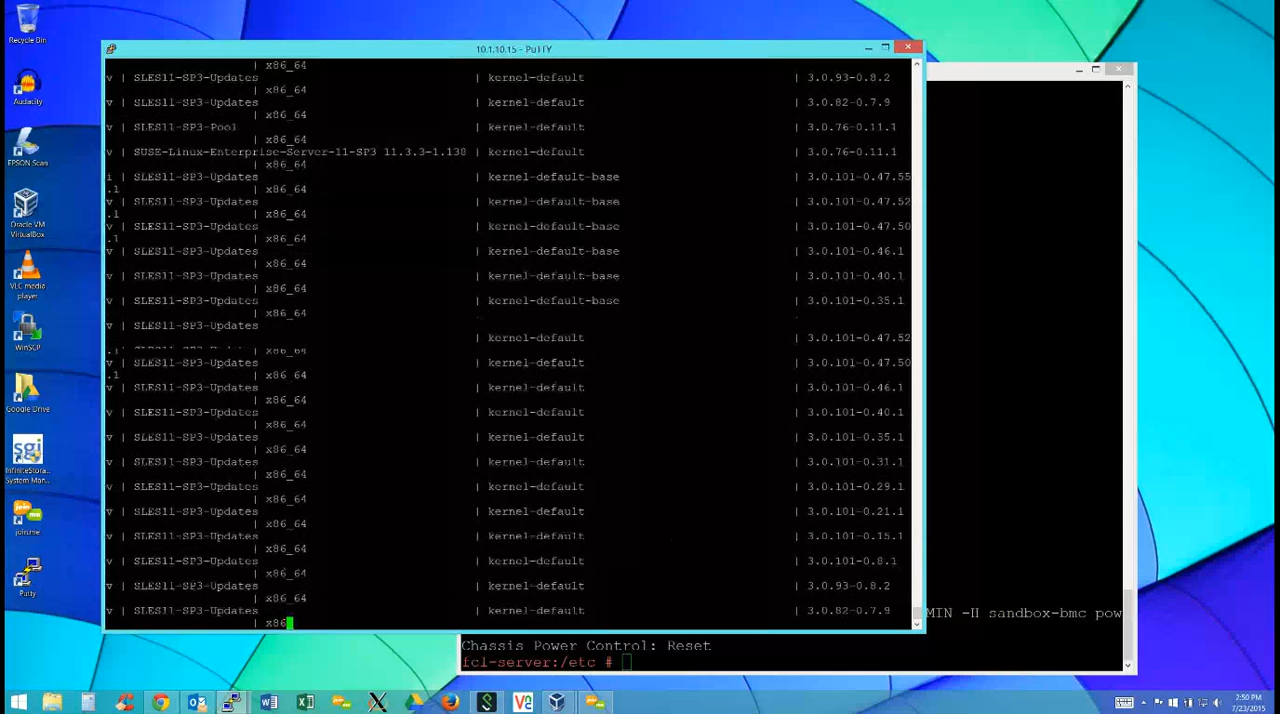 Recycle Bin
Audacity
EPSON Scan
Oracle VM
VirtualBox
VLC media
player
WinSCP
Google Drive
sgi
InfiniteStora...
System Man...
join.me
Putty
10.1.10.15 - PuTTY
| x86_64
v | SLES11-SP3-Updates | kernel-default | 3.0.93-0.8.2
| x86_64
v | SLES11-SP3-Updates | kernel-default | 3.0.82-0.7.9
| x86_64
v | SLES11-SP3-Pool | kernel-default | 3.0.76-0.11.1
| x86_64
v | SUSE-Linux-Enterprise-Server-11-SP3 11.3.3-1.138 | kernel-default | 3.0.76-0.11.1
| x86_64
i | SLES11-SP3-Updates | kernel-default-base | 3.0.101-0.47.55
.1 | x86_64
v | SLES11-SP3-Updates | kernel-default-base | 3.0.101-0.47.52
.1 | x86_64
v | SLES11-SP3-Updates | kernel-default-base | 3.0.101-0.47.50
.1 | x86_64
v | SLES11-SP3-Updates | kernel-default-base | 3.0.101-0.46.1
| x86_64
v | SLES11-SP3-Updates | kernel-default-base | 3.0.101-0.40.1
| x86_64
v | SLES11-SP3-Updates | kernel-default-base | 3.0.101-0.35.1
| x86_64
v | SLES11-SP3-Updates
| kernel-default | 3.0.101-0.47.52
.1 | x86_64
v | SLES11-SP3-Updates | kernel-default | 3.0.101-0.47.50
.1 | x86_64
v | SLES11-SP3-Updates | kernel-default | 3.0.101-0.46.1
| x86_64
v | SLES11-SP3-Updates | kernel-default | 3.0.101-0.40.1
| x86_64
v | SLES11-SP3-Updates | kernel-default | 3.0.101-0.35.1
| x86_64
v | SLES11-SP3-Updates | kernel-default | 3.0.101-0.31.1
| x86_64
v | SLES11-SP3-Updates | kernel-default | 3.0.101-0.29.1
| x86_64
v | SLES11-SP3-Updates | kernel-default | 3.0.101-0.21.1
| x86_64
v | SLES11-SP3-Updates | kernel-default | 3.0.101-0.15.1
| x86_64
v | SLES11-SP3-Updates | kernel-default | 3.0.101-0.8.1
| x86_64
v | SLES11-SP3-Updates | kernel-default | 3.0.93-0.8.2
| x86_64
v | SLES11-SP3-Updates | kernel-default | 3.0.82-0.7.9
| x86
MIN -H sandbox-bmc pow
Chassis Power Control: Reset
fcl-server:/etc #
2:50 PM
7/23/2015